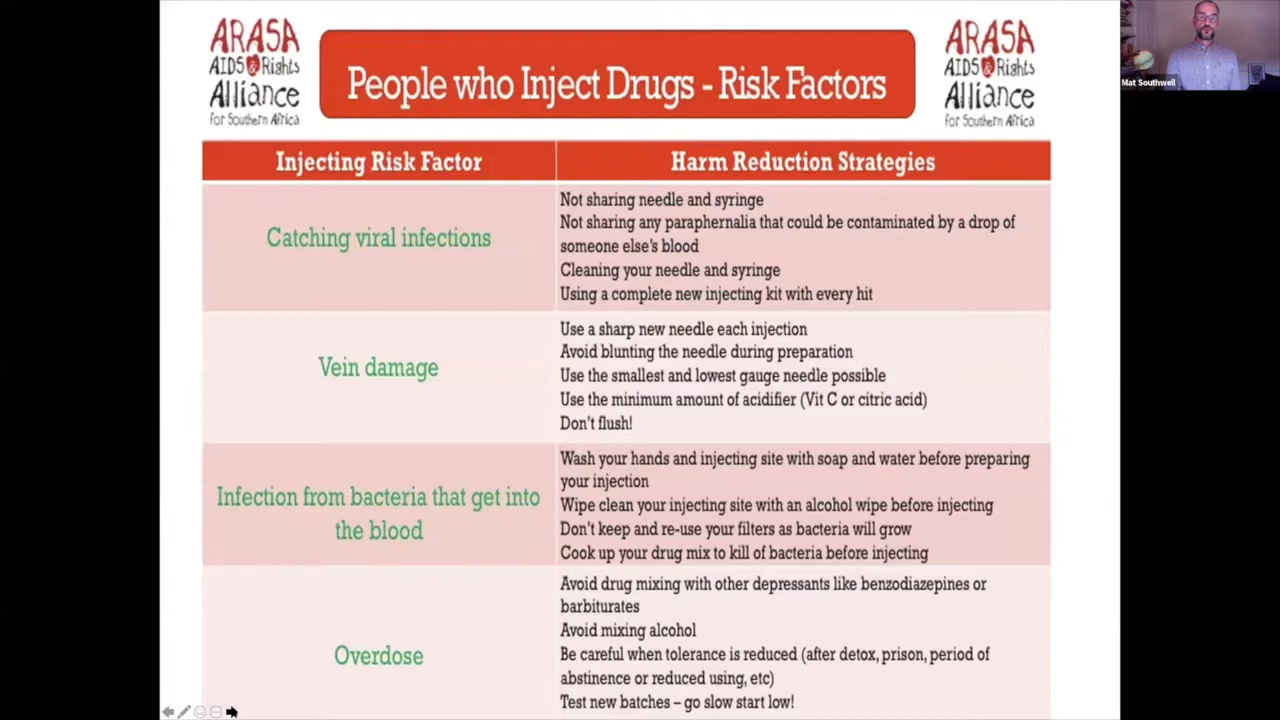 ARASA
AIDS & Rights
Alliance
for Southern Africa
People who Inject Drugs - Risk Factors
ARASA
AIDS & Rights
Alliance
for Southern Africa
Mat Southwell
Injecting Risk Factor
Harm Reduction Strategies
Catching viral infections
Not sharing needle and syringe
Not sharing any paraphernalia that could be contaminated by a drop of
someone else's blood
Cleaning your needle and syringe
Using a complete new injecting kit with every hit
Vein damage
Use a sharp new needle each injection
Avoid blunting the needle during preparation
Use the smallest and lowest gauge needle possible
Use the minimum amount of acidifier (Vit C or citric acid)
Don't flush!
Infection from bacteria that get into
the blood
Wash your hands and injecting site with soap and water before preparing
your injection
Wipe clean your injecting site with an alcohol wipe before injecting
Don't keep and re-use your filters as bacteria will grow
Cook up your drug mix to kill of bacteria before injecting
Overdose
Avoid drug mixing with other depressants like benzodiazepines or
barbiturates
Avoid mixing alcohol
Be careful when tolerance is reduced (after detox, prison, period of
abstinence or reduced using, etc)
Test new batches – go slow start low!